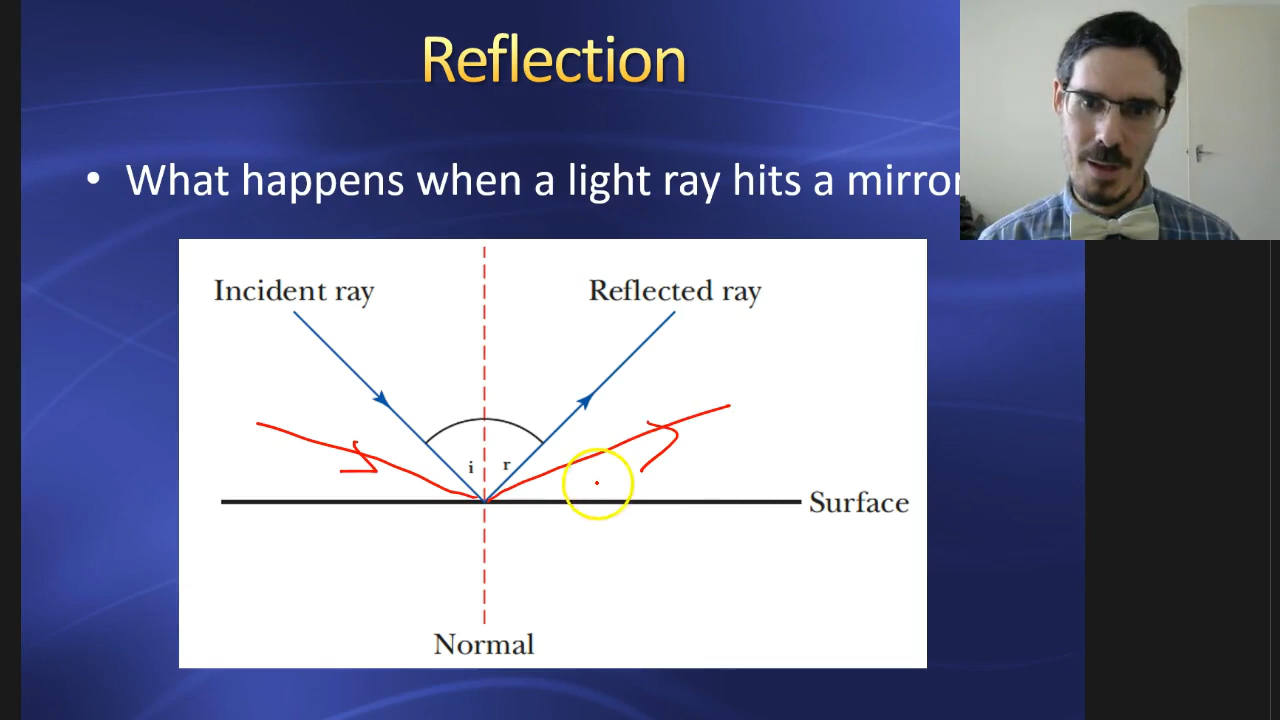 Reflection
• What happens when a light ray hits a mirror
Incident ray
Reflected ray
i
r
Surface
Normal